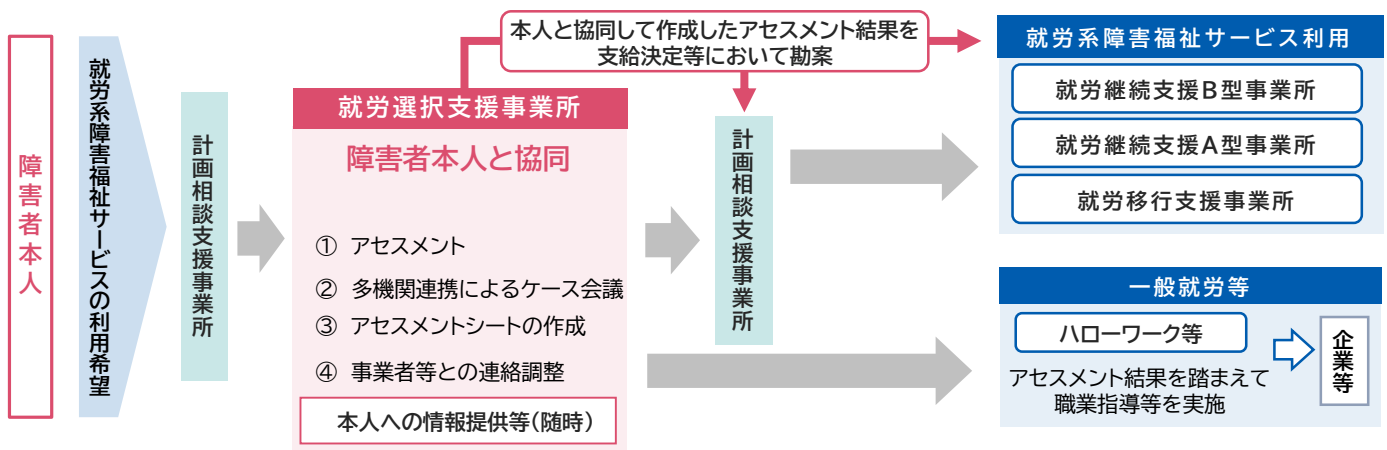 障害者本人
就労系障害福祉サービスの利用希望
計画相談支援事業所
就労選択支援事業所
障害者本人と協同
① アセスメント
② 多機関連携によるケース会議
③ アセスメントシートの作成
④ 事業者等との連絡調整
本人への情報提供等（随時）
本人と協同して作成したアセスメント結果を
支給決定等において勘案
計画相談支援事業所
就労系障害福祉サービス利用
就労継続支援B型事業所
就労継続支援A型事業所
就労移行支援事業所
一般就労等
ハローワーク等
アセスメント結果を踏まえて
職業指導等を実施
企業等